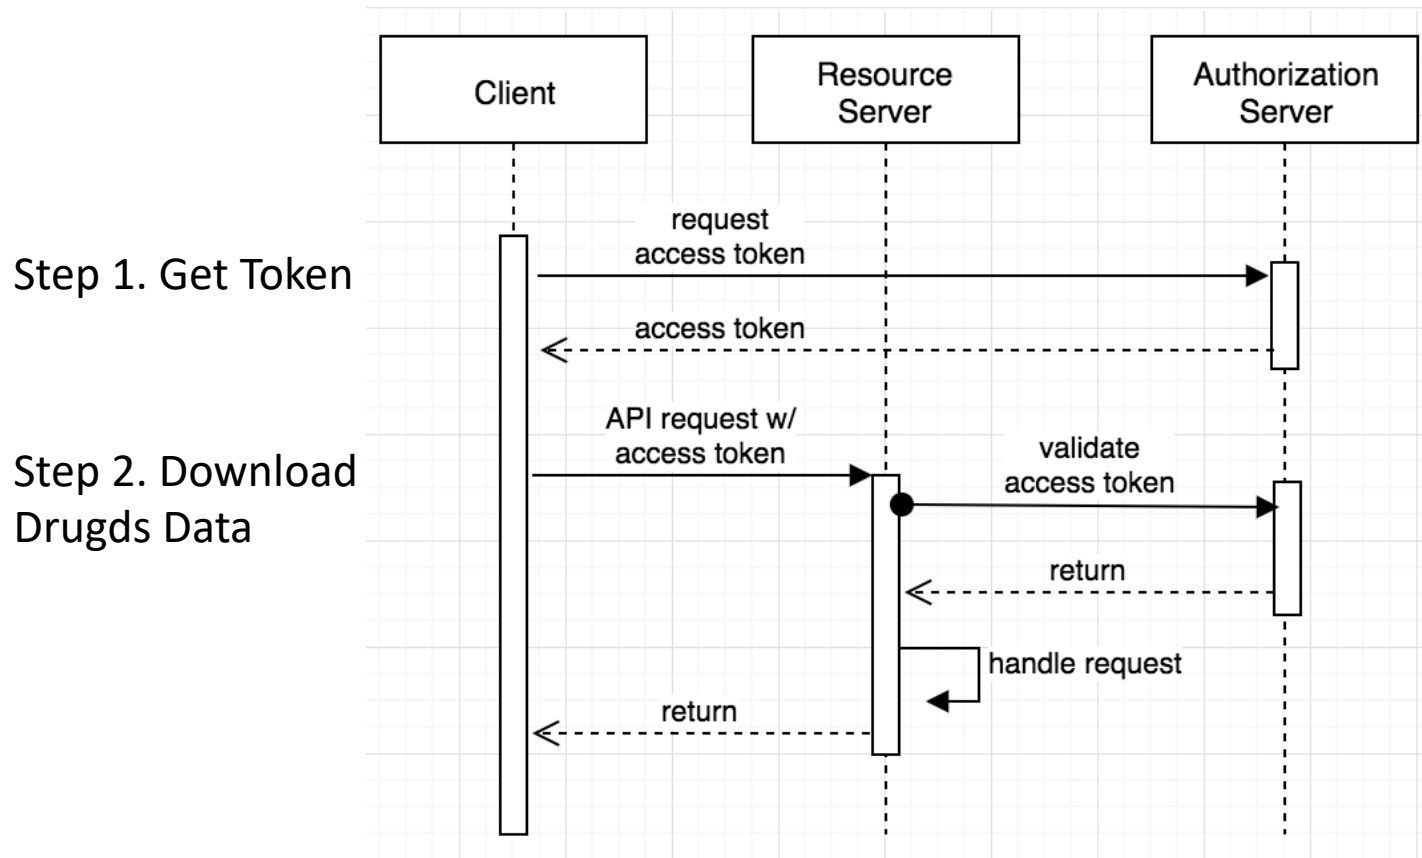 Client
Resource
Server
Authorization
Server
request
access token
Step 1. Get Token
access token
API request w/
access token
validate
access token
Step 2. Download
Drugds Data
return
handle request
return